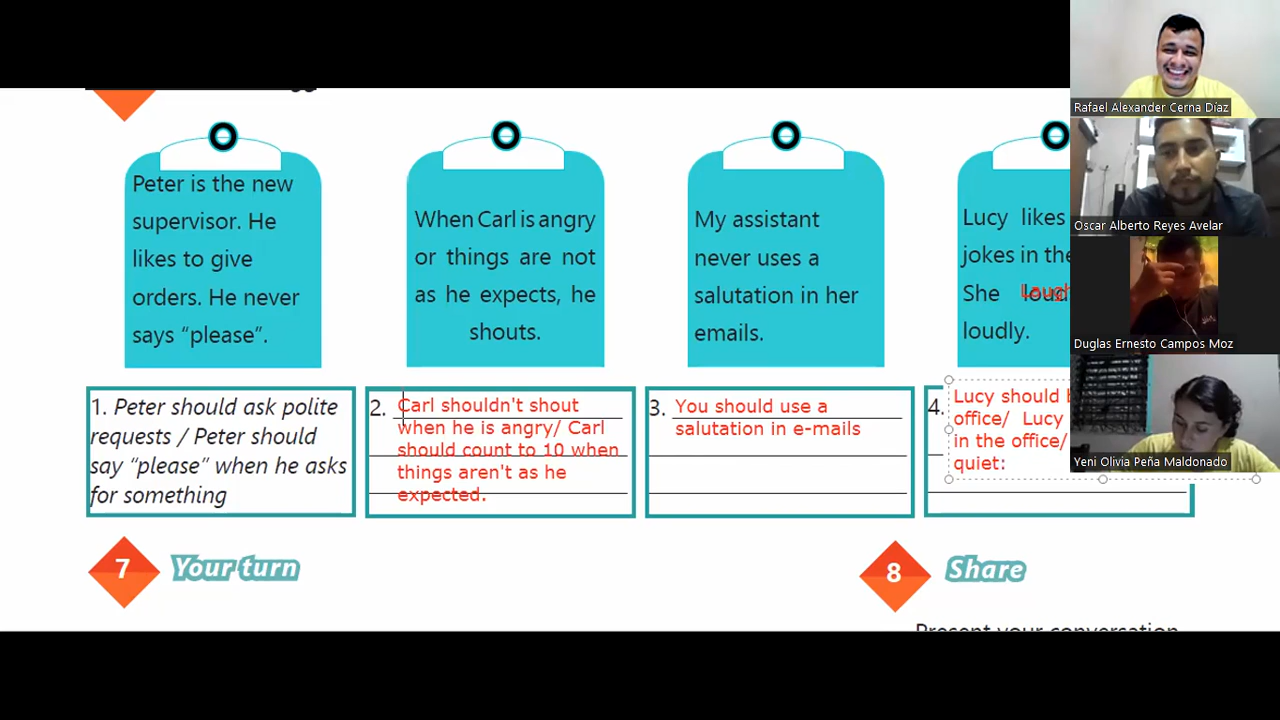 Peter is the new
supervisor. He
likes to give
orders. He never
says “please”.
When Carl is angry
or things are not
as he expects, he
shouts.
My assistant
never uses a
salutation in her
emails.
Lucy likes
jokes in the
She
loudly.
1. Peter should ask polite
requests / Peter should
say “please” when he asks
for something
2. Carl shouldn't shout
when he is angry/ Carl
should count to 10 when
things aren't as he
expected.
3. You should use a
salutation in e-mails
4. Lucy should
office/ Lucy
in the office/
quiet:
7 Your turn
8 Share
Present your conversation
Rafael Alexander Cerna Díaz
Oscar Alberto Reyes Avelar
Duglas Ernesto Campos Moz
Yeni Olivia Peña Maldonado